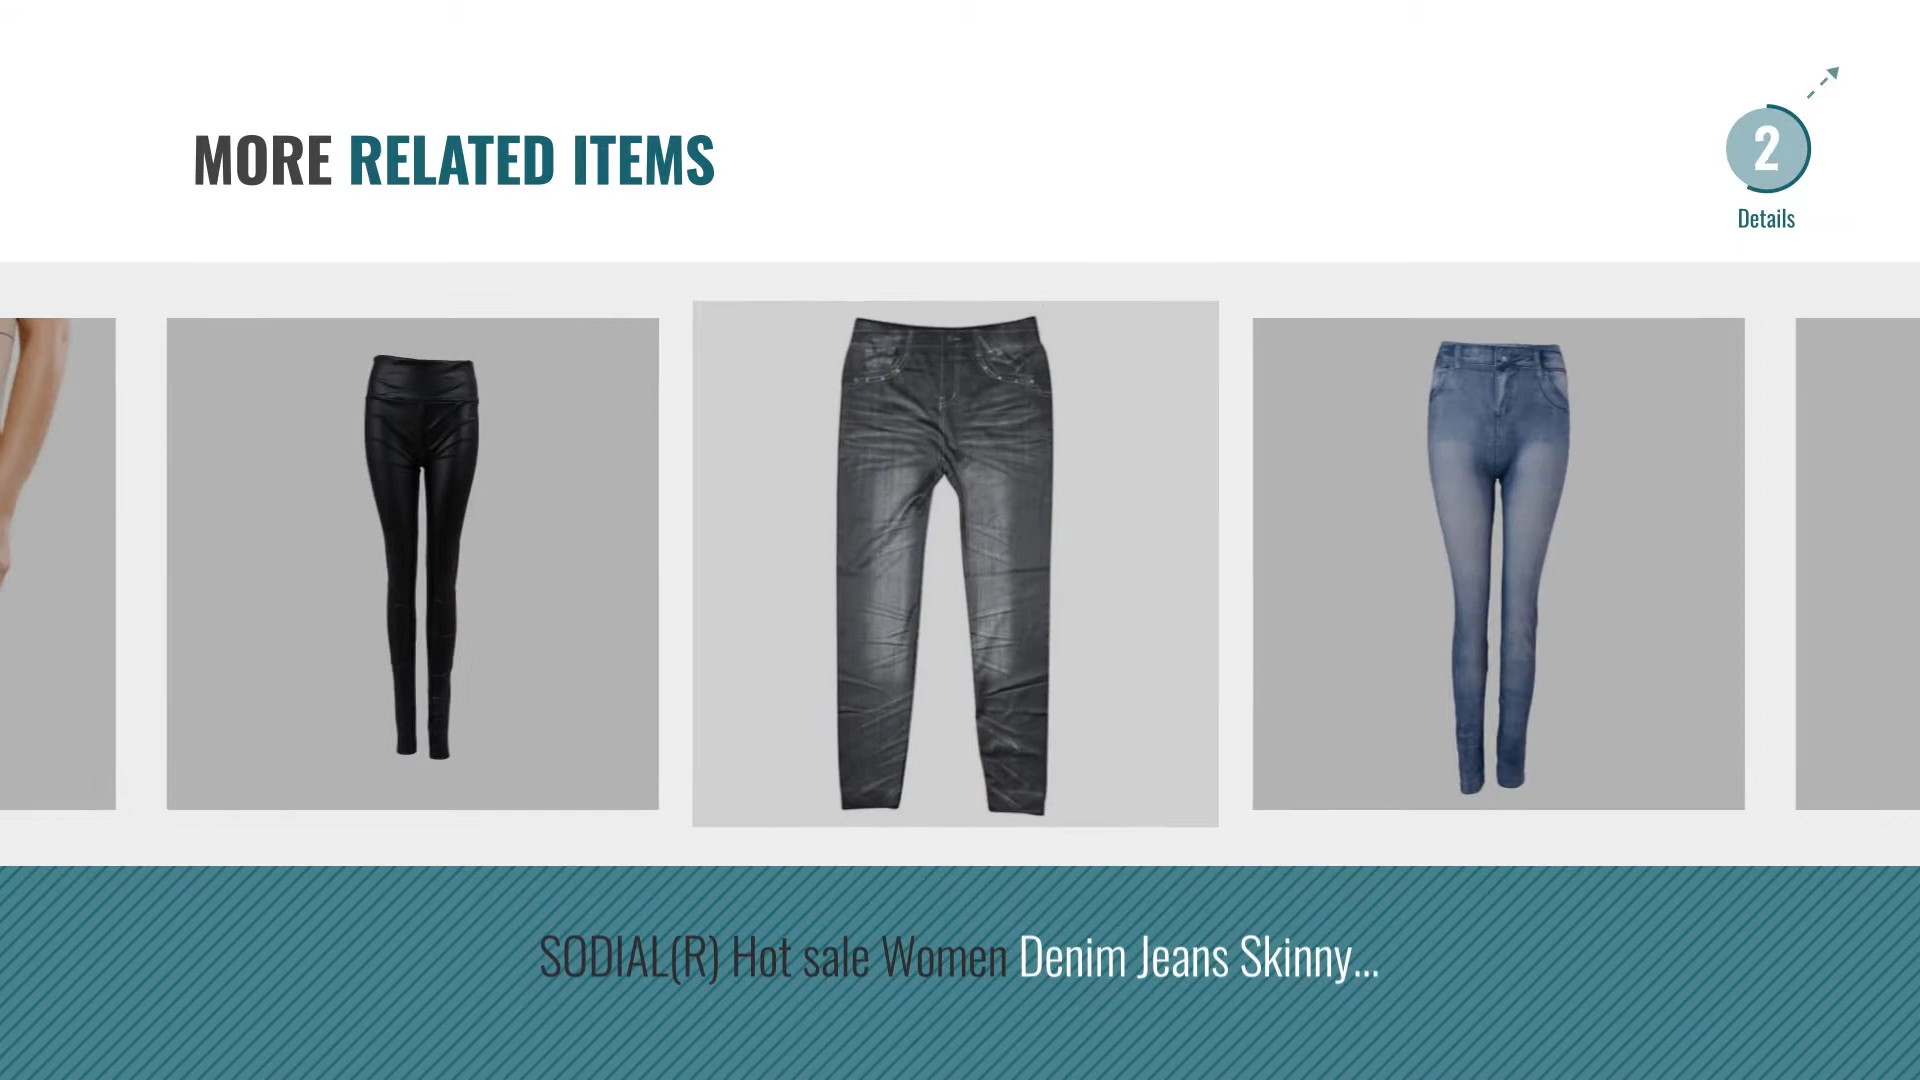 MORE RELATED ITEMS
2
Details
SODIAL(R) Hot sale Women Denim Jeans Skinny...